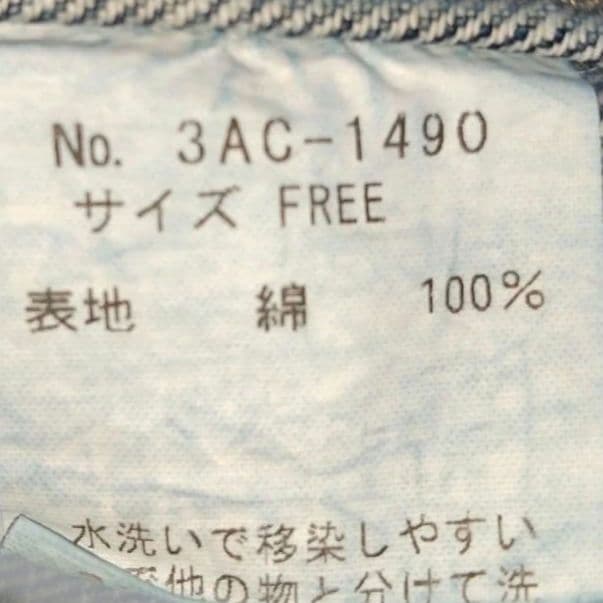 No. 3AC-1490
サイズ FREE
表地 綿 100%
水洗いで移染しやすい
他の物と分けて洗